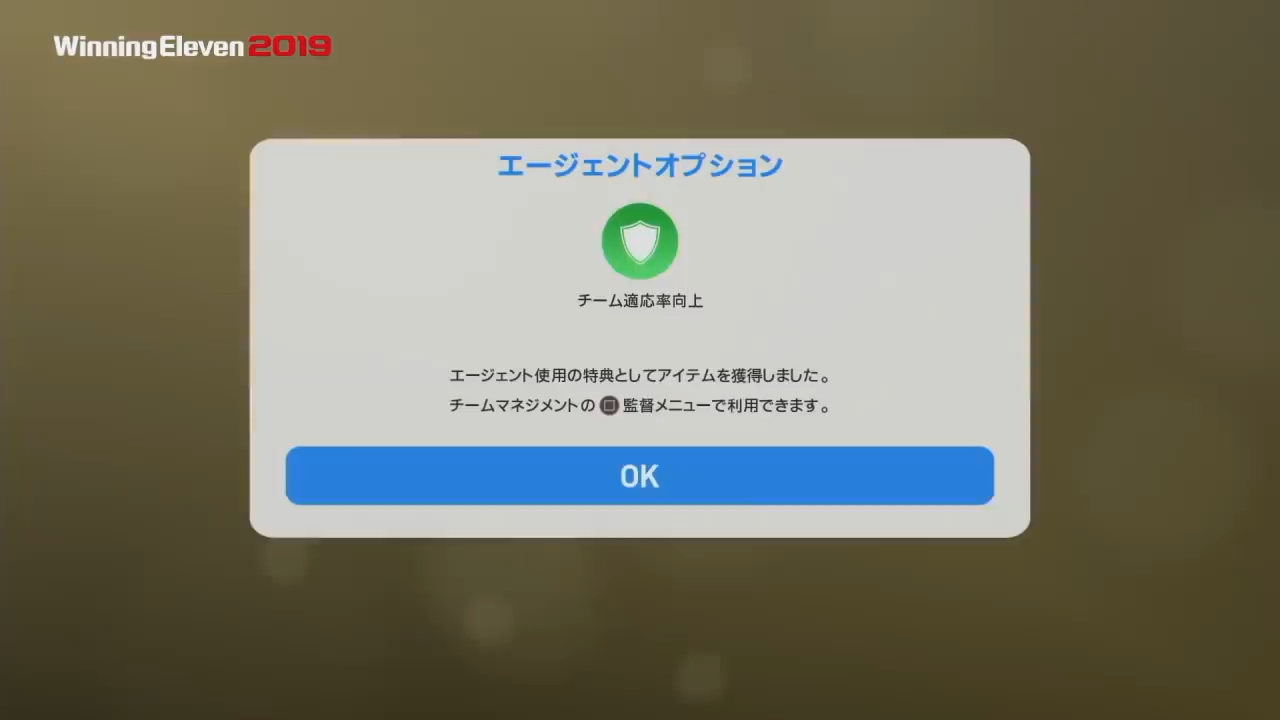 WinningEleven 2019
エージェントオプション
チーム適応率向上
エージェント使用の特典としてアイテムを獲得しました。
チームマネジメントの 監督メニューで利用できます。
OK